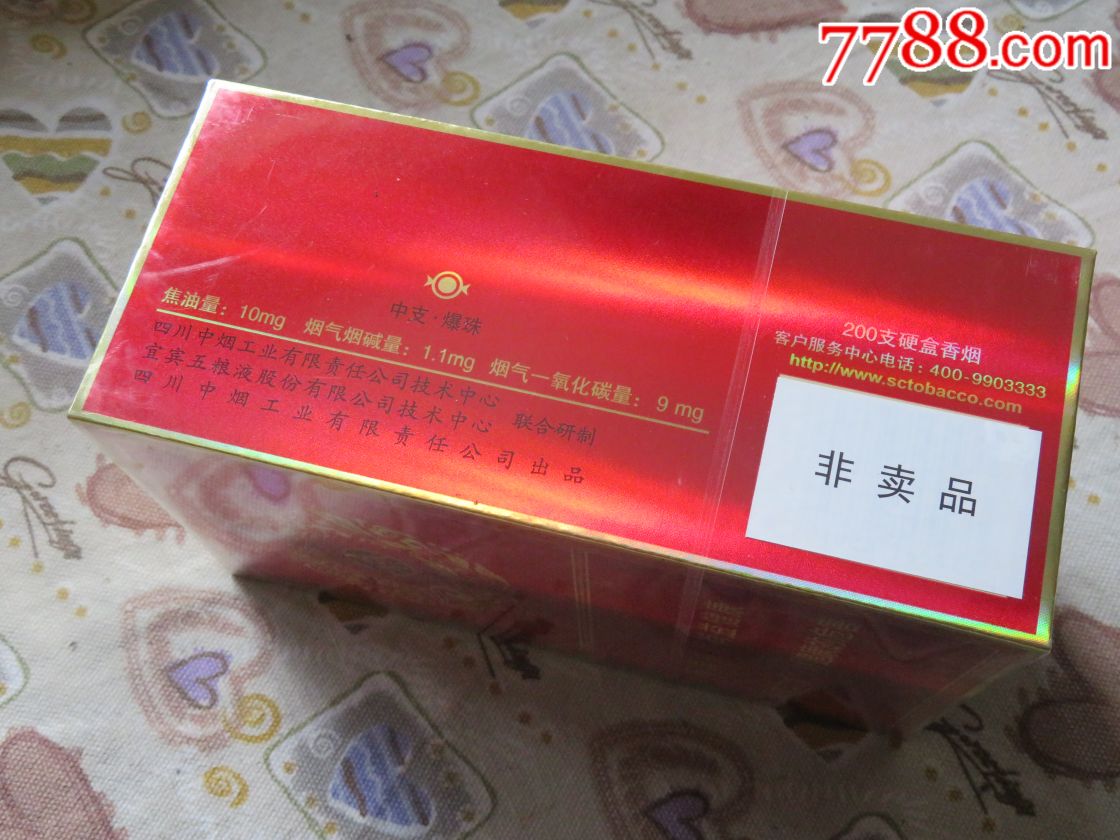 7788.com
中支·爆珠
焦油量：10mg 烟气烟碱量：1.1mg 烟气一氧化碳量：9 mg
四川中烟工业有限责任公司技术中心
宜宾五粮液股份有限公司技术中心 联合研制
四川中烟工业有限责任公司出品
200支硬盒香烟
客户服务中心电话：400-9903333
http://www.sctobacco.com
非卖品